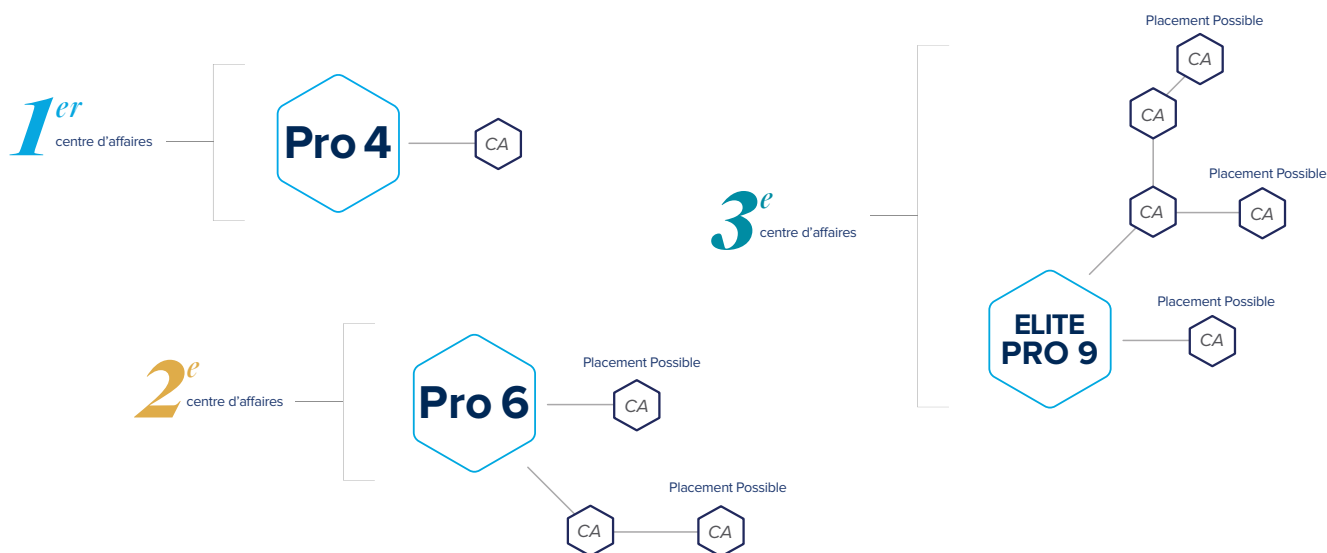 1er
centre d'affaires
Pro 4
CA
2e
centre d'affaires
Pro 6
Placement Possible
CA
CA
Placement Possible
CA
3e
centre d'affaires
Placement Possible
CA
CA
CA
Placement Possible
CA
ELITE
PRO 9
Placement Possible
CA